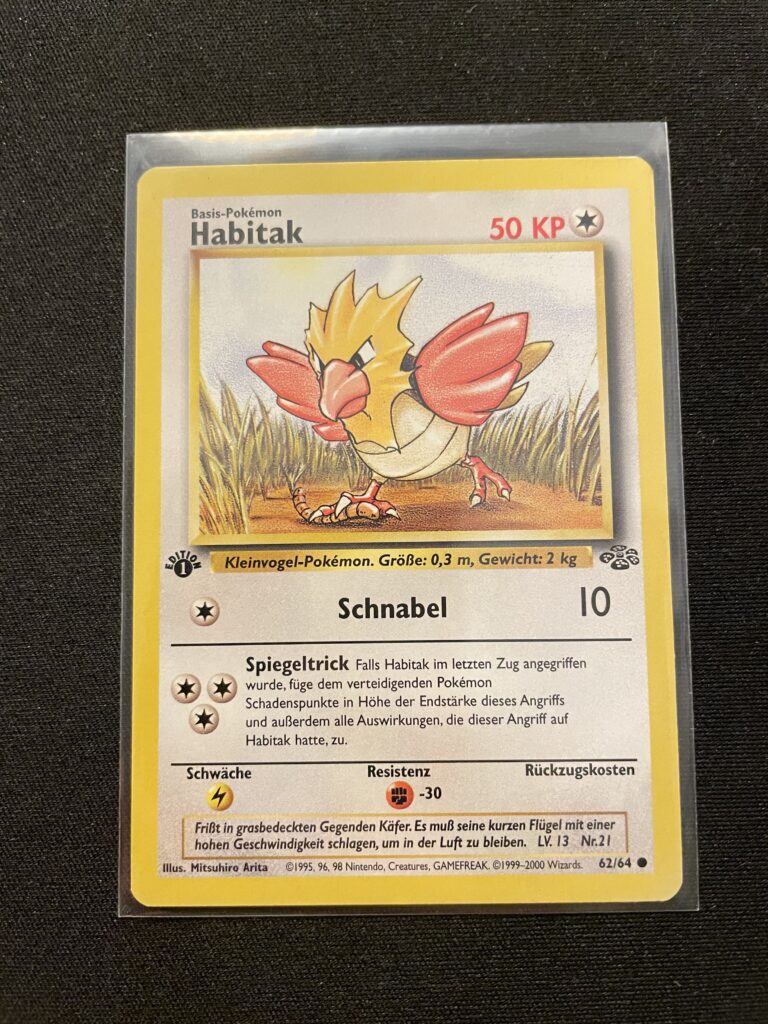 Basis-Pokémon
Habitak
50 KP
EDITION
1
Kleinvogel-Pokémon. Größe: 0,3 m, Gewicht: 2 kg
Schnabel 10
Spiegeltrick Falls Habitak im letzten Zug angegriffen
wurde, füge dem verteidigenden Pokémon
Schadenspunkte in Höhe der Endstärke dieses Angriffs
und außerdem alle Auswirkungen, die dieser Angriff auf
Habitak hatte, zu.
Schwäche Resistenz Rückzugskosten
-30
Frißt in grasbedeckten Gegenden Käfer. Es muß seine kurzen Flügel mit einer
hohen Geschwindigkeit schlagen, um in der Luft zu bleiben. LV. 13 Nr.21
Illus. Mitsuhiro Arita ©1995, 96, 98 Nintendo, Creatures, GAMEFREAK. ©1999–2000 Wizards. 62/64